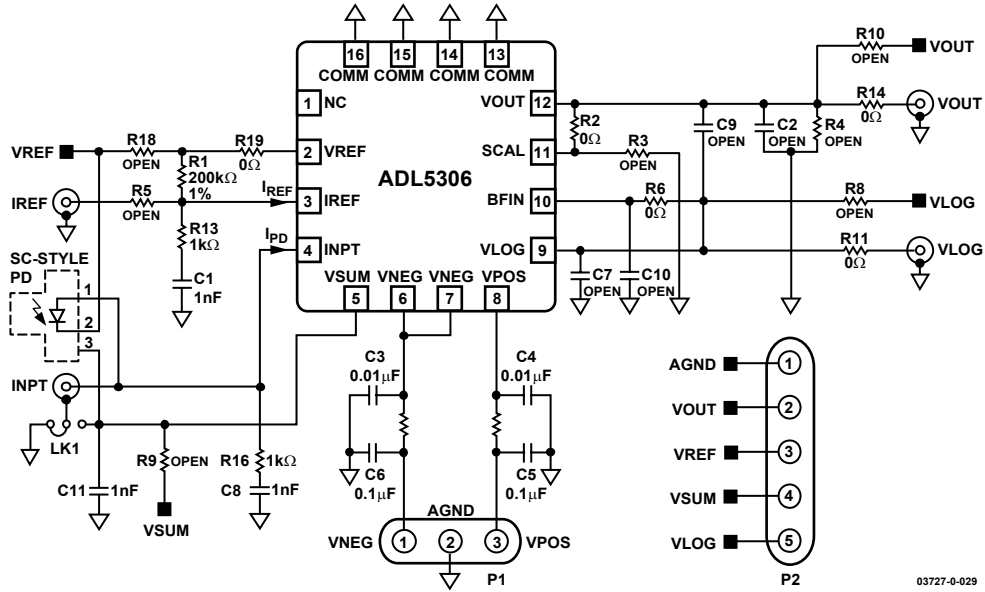 16 15 14 13
COMM COMM COMM COMM
R10
OPEN
VOUT
1 NC
VOUT 12
R14
0Ω
VOUT
R2
0Ω
C9
OPEN
C2
OPEN
R4
OPEN
R18
OPEN
R19
0Ω
VREF
2 VREF
SCAL 11
R3
OPEN
R1
200kΩ
1%
ADL5306
IREF
R5
OPEN
IREF
3 IREF
BFIN 10
R6
0Ω
R8
OPEN
VLOG
R13
1kΩ
IPD
4 INPT
VLOG 9
R11
0Ω
VLOG
SC-STYLE
PD
1
2
3
C1
1nF
VSUM VNEG VNEG VPOS
5 6 7 8
C7
OPEN
C10
OPEN
C3
0.01μF
C4
0.01μF
INPT
LK1
R9 OPEN
R16 1kΩ
C6
0.1μF
C5
0.1μF
C11 1nF
C8 1nF
VSUM
AGND
VNEG 1 2 3 VPOS
P1
AGND 1
VOUT 2
VREF 3
VSUM 4
VLOG 5
P2
03727-0-029